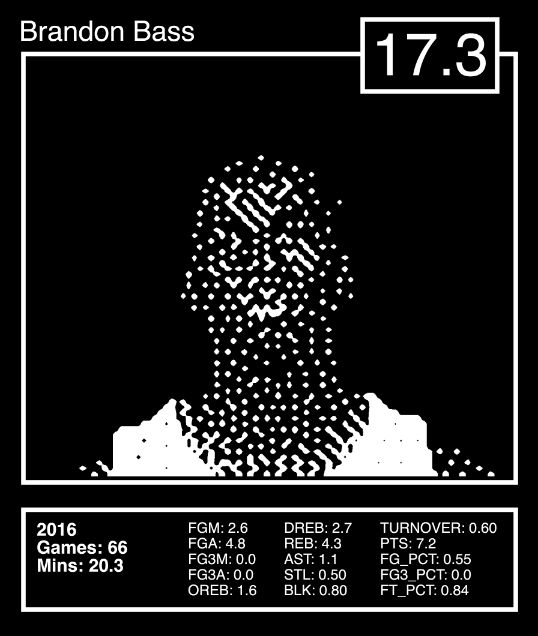 Brandon Bass
17.3
2016
Games: 66
Mins: 20.3
FGM: 2.6
FGA: 4.8
FG3M: 0.0
FG3A: 0.0
OREB: 1.6
DREB: 2.7
REB: 4.3
AST: 1.1
STL: 0.50
BLK: 0.80
TURNOVER: 0.60
PTS: 7.2
FG_PCT: 0.55
FG3_PCT: 0.0
FT_PCT: 0.84